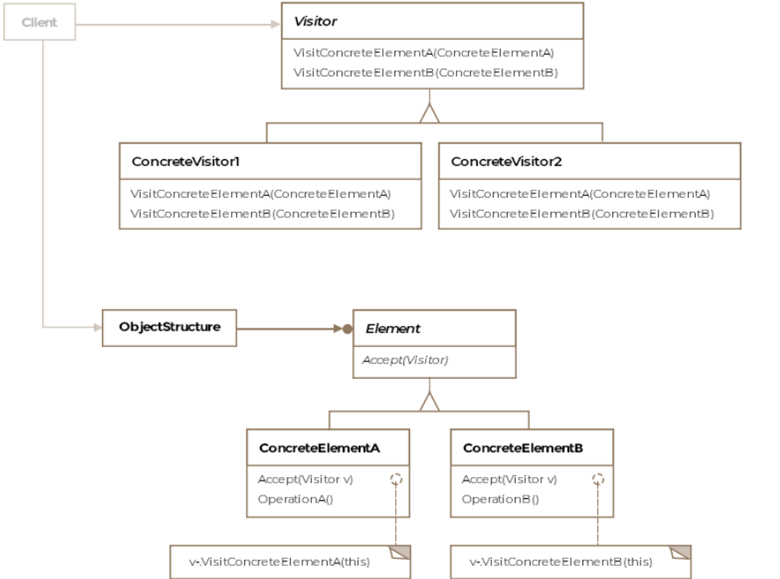 Client
Visitor
VisitConcreteElementA(ConcreteElementA)
VisitConcreteElementB(ConcreteElementB)
ConcreteVisitor1
VisitConcreteElementA(ConcreteElementA)
VisitConcreteElementB(ConcreteElementB)
ConcreteVisitor2
VisitConcreteElementA(ConcreteElementA)
VisitConcreteElementB(ConcreteElementB)
ObjectStructure
Element
Accept(Visitor)
ConcreteElementA
Accept(Visitor v)
OperationA()
ConcreteElementB
Accept(Visitor v)
OperationB()
v-.VisitConcreteElementA(this)
v-.VisitConcreteElementB(this)